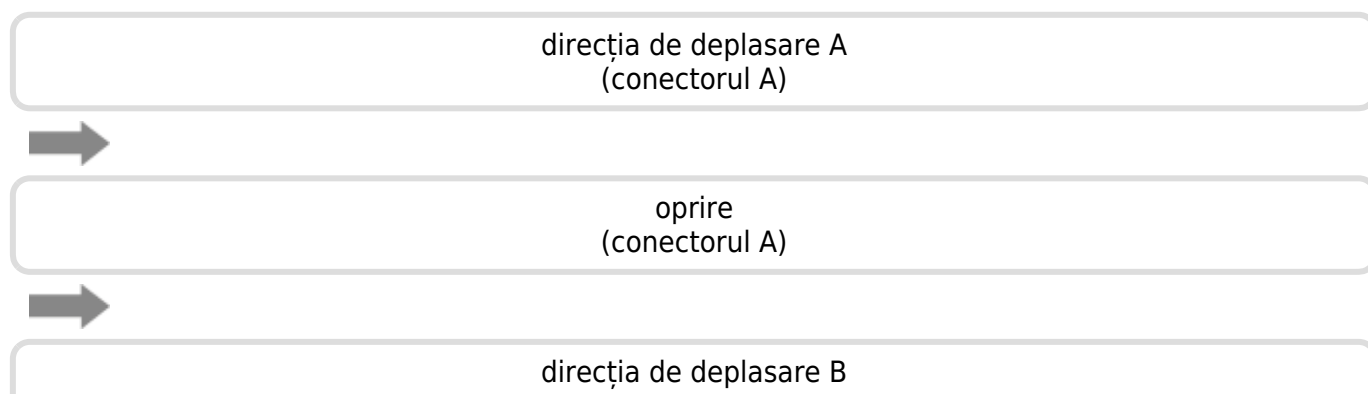 direcția de deplasare A
(conectorul A)
oprire
(conectorul A)
direcția de deplasare B